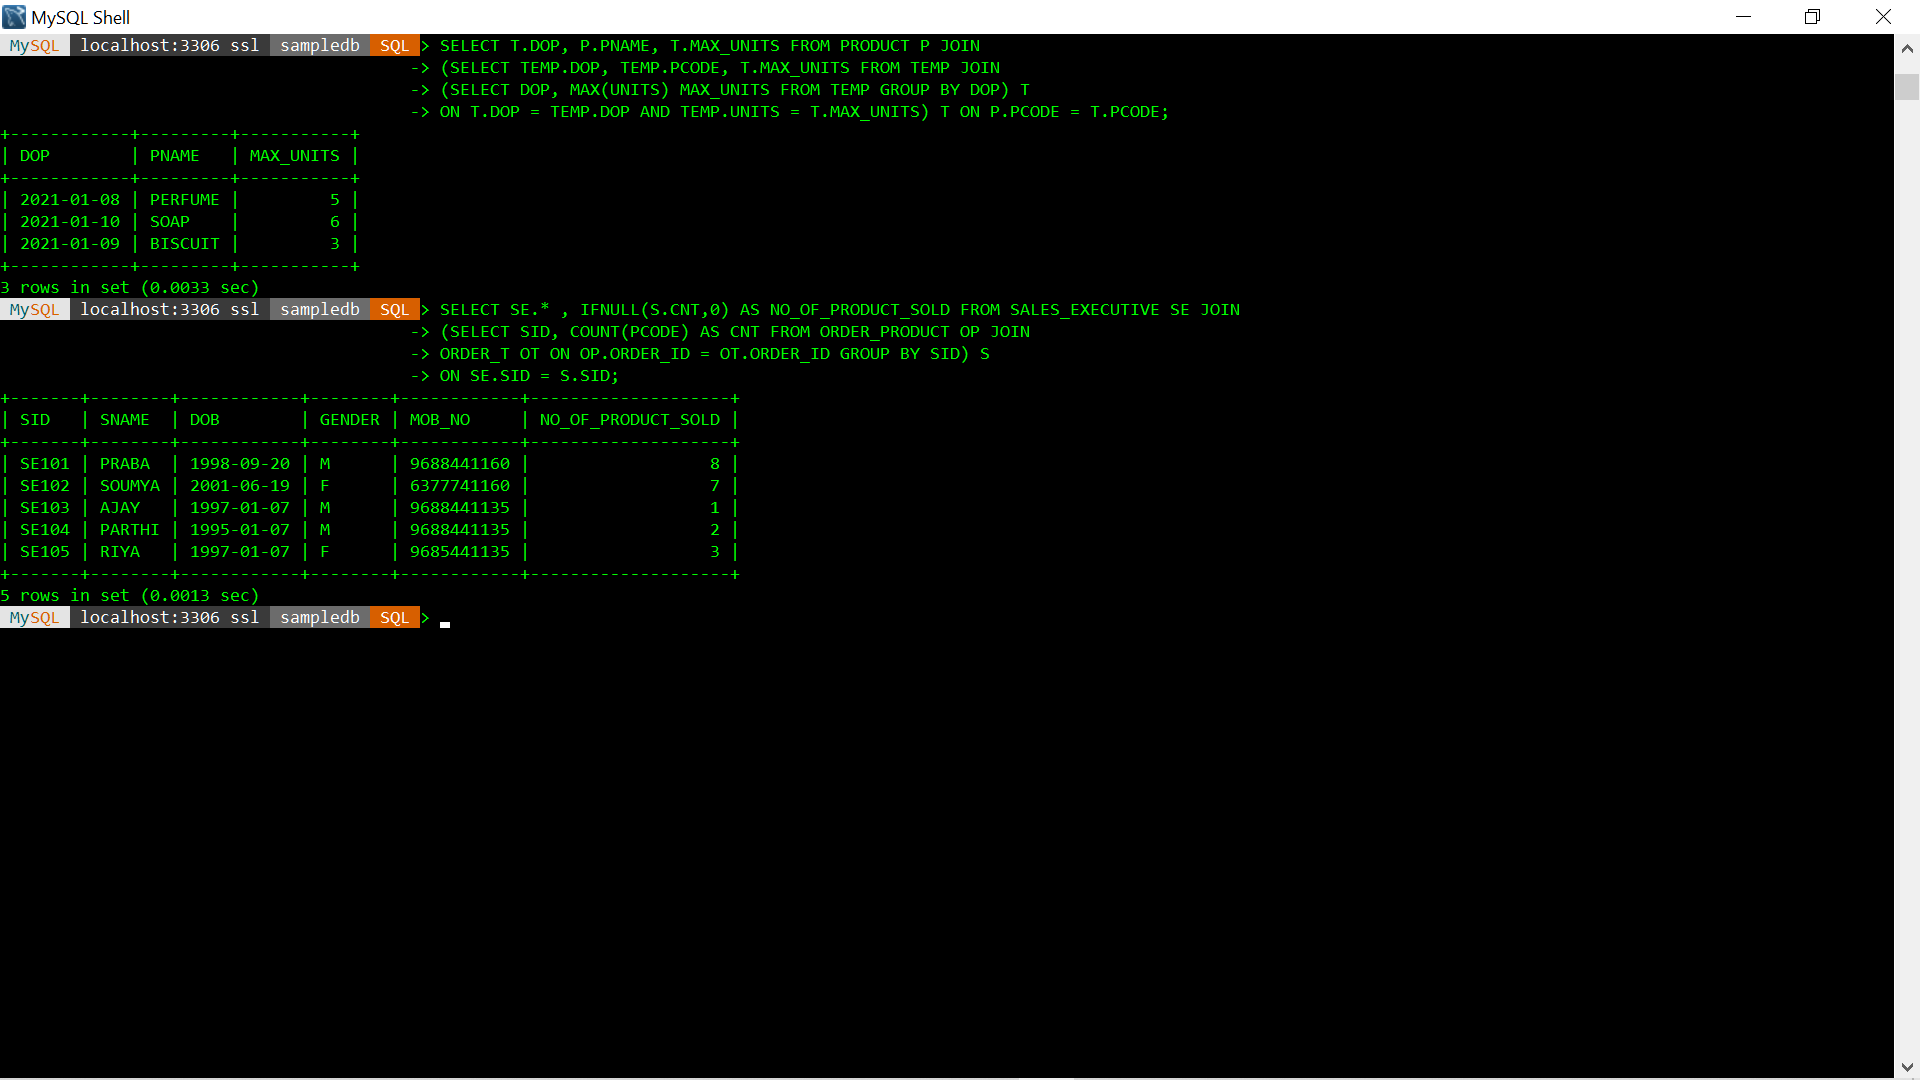 MySQL Shell
MySQL localhost:3306 ssl sampledb SQL > SELECT T.DOP, P.PNAME, T.MAX_UNITS FROM PRODUCT P JOIN
-> (SELECT TEMP.DOP, TEMP.PCODE, T.MAX_UNITS FROM TEMP JOIN
-> (SELECT DOP, MAX(UNITS) MAX_UNITS FROM TEMP GROUP BY DOP) T
-> ON T.DOP = TEMP.DOP AND TEMP.UNITS = T.MAX_UNITS) T ON P.PCODE = T.PCODE;
+------------+---------+-----------+
| DOP        | PNAME   | MAX_UNITS |
+------------+---------+-----------+
| 2021-01-08 | PERFUME |         5 |
| 2021-01-10 | SOAP    |         6 |
| 2021-01-09 | BISCUIT |         3 |
+------------+---------+-----------+
3 rows in set (0.0033 sec)
MySQL localhost:3306 ssl sampledb SQL > SELECT SE.* , IFNULL(S.CNT,0) AS NO_OF_PRODUCT_SOLD FROM SALES_EXECUTIVE SE JOIN
-> (SELECT SID, COUNT(PCODE) AS CNT FROM ORDER_PRODUCT OP JOIN
-> ORDER_T OT ON OP.ORDER_ID = OT.ORDER_ID GROUP BY SID) S
-> ON SE.SID = S.SID;
+-------+--------+------------+--------+------------+--------------------+
| SID   | SNAME  | DOB        | GENDER | MOB_NO     | NO_OF_PRODUCT_SOLD |
+-------+--------+------------+--------+------------+--------------------+
| SE101 | PRABA  | 1998-09-20 | M      | 9688441160 |                  8 |
| SE102 | SOUMYA | 2001-06-19 | F      | 6377741160 |                  7 |
| SE103 | AJAY   | 1997-01-07 | M      | 9688441135 |                  1 |
| SE104 | PARTHI | 1995-01-07 | M      | 9688441135 |                  2 |
| SE105 | RIYA   | 1997-01-07 | F      | 9685441135 |                  3 |
+-------+--------+------------+--------+------------+--------------------+
5 rows in set (0.0013 sec)
MySQL localhost:3306 ssl sampledb SQL >